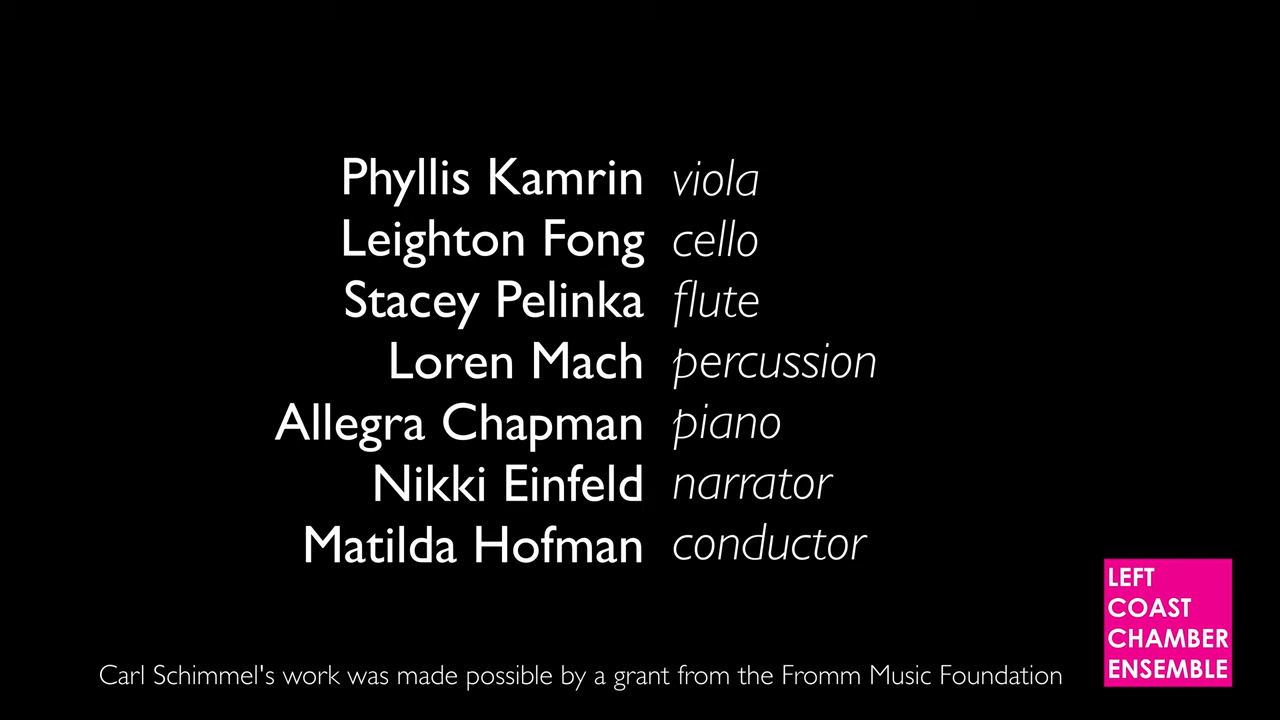 Phyllis Kamrin viola
Leighton Fong cello
Stacey Pelinka flute
Loren Mach percussion
Allegra Chapman piano
Nikki Einfeld narrator
Matilda Hofman conductor
LEFT
COAST
CHAMBER
ENSEMBLE
Carl Schimmel's work was made possible by a grant from the Fromm Music Foundation